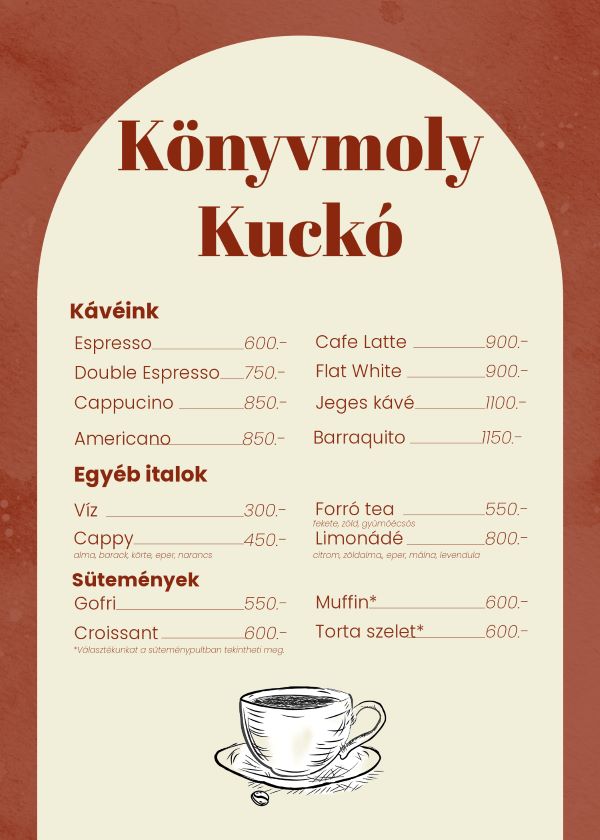 Könyvmoly
Kuckó
Kávéink
Espresso 600.-
Double Espresso 750.-
Cappucino 850.-
Americano 850.-
Cafe Latte 900.-
Flat White 900.-
Jeges kávé 1100.-
Barraquito 1150.-
Egyéb italok
Víz 300.-
Cappy 450.-
alma, barack, körte, eper, narancs
Forró tea 550.-
fekete, zöld, gyümöécsös
Limonádé 800.-
citrom, zöldalma,, eper, málna, levendula
Sütemények
Gofri 550.-
Croissant 600.-
*Választékunkat a süteménypultban tekintheti meg.
Muffin* 600.-
Torta szelet* 600.-